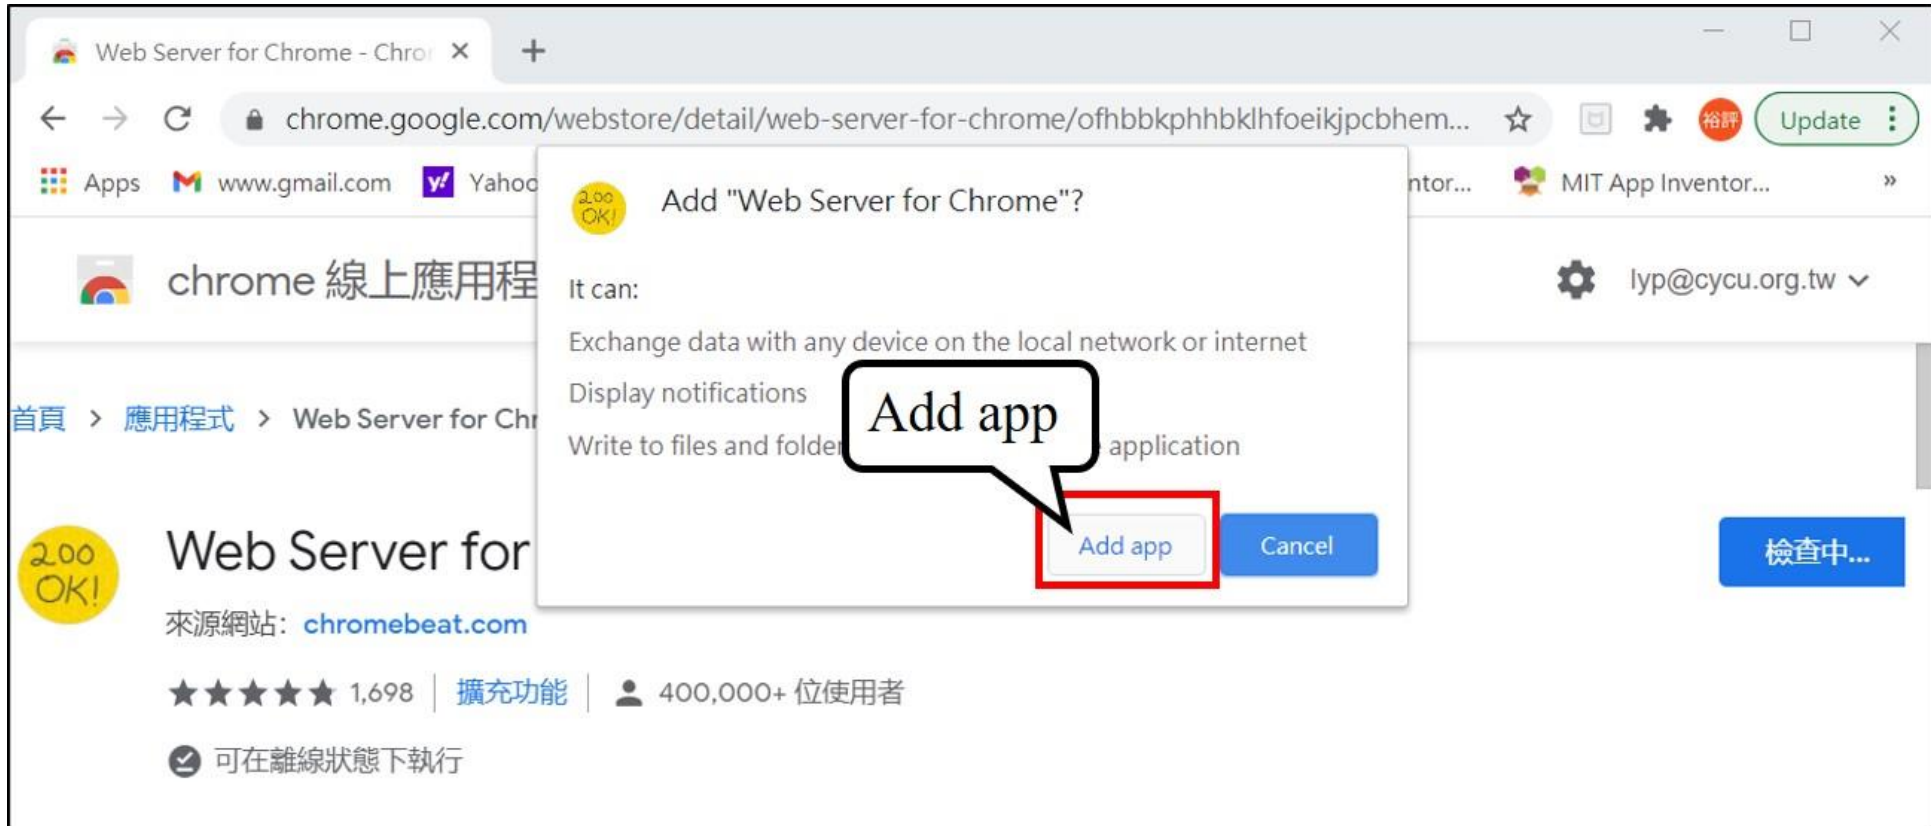 Web Server for Chrome - Chro
chrome.google.com/webstore/detail/web-server-for-chrome/ofhbbkphhbklhfoeikjpcbhem...
裕評
Update
Apps
www.gmail.com
Yahoo
ntor...
MIT App Inventor...
»
200
OK!
Add "Web Server for Chrome"?
chrome 線上應用程
lyp@cycu.org.tw
It can:
Exchange data with any device on the local network or internet
Display notifications
Write to files and folder
application
Add app
首頁 > 應用程式 > Web Server for Chr
Add app
Cancel
200
OK!
Web Server for
檢查中...
來源網站: chromebeat.com
1,698 | 擴充功能 | 400,000+ 位使用者
可在離線狀態下執行